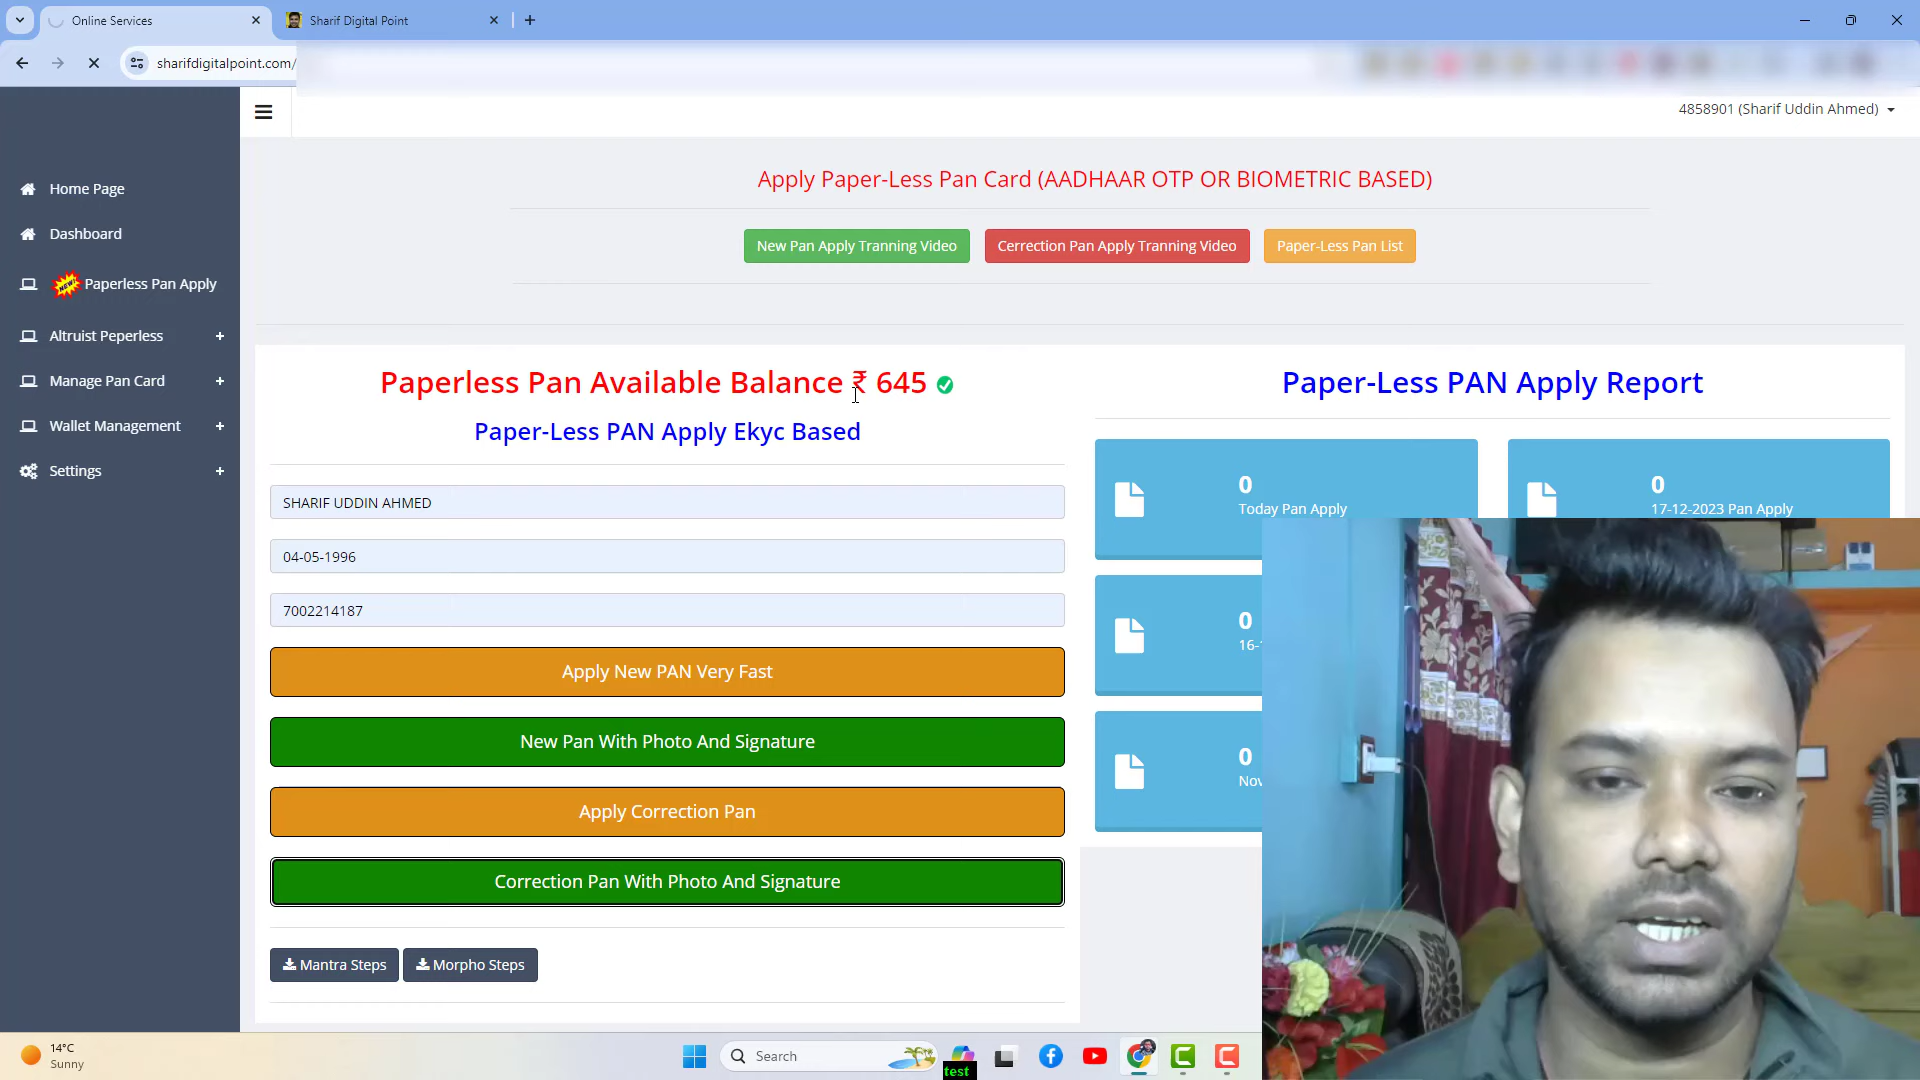 Online Services
Sharif Digital Point
sharifdigitalpoint.com/
4858901 (Sharif Uddin Ahmed)
Home Page
Dashboard
NEW! Paperless Pan Apply
Altruist Peperless
Manage Pan Card
Wallet Management
Settings
Apply Paper-Less Pan Card (AADHAAR OTP OR BIOMETRIC BASED)
New Pan Apply Tranning Video
Cerrection Pan Apply Tranning Video
Paper-Less Pan List
Paperless Pan Available Balance ₹ 645
Paper-Less PAN Apply Ekyc Based
SHARIF UDDIN AHMED
04-05-1996
7002214187
Apply New PAN Very Fast
New Pan With Photo And Signature
Apply Correction Pan
Correction Pan With Photo And Signature
Mantra Steps
Morpho Steps
Paper-Less PAN Apply Report
0
Today Pan Apply
0
17-12-2023 Pan Apply
0
0
14°C
Sunny
Search
test